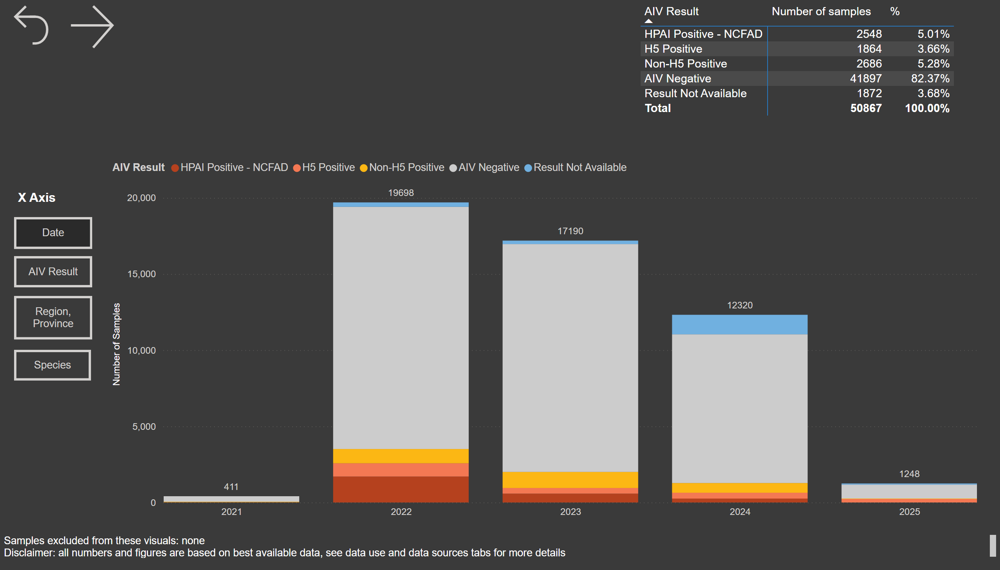 AIV Result Number of samples %
HPAI Positive - NCFAD 2548 5.01%
H5 Positive 1864 3.66%
Non-H5 Positive 2686 5.28%
AIV Negative 41897 82.37%
Result Not Available 1872 3.68%
Total 50867 100.00%
AIV Result HPAI Positive - NCFAD H5 Positive Non-H5 Positive AIV Negative Result Not Available
X Axis
Date
AIV Result
Region,
Province
Species
Number of Samples
20,000
15,000
10,000
5,000
0
411
19698
17190
12320
1248
2021 2022 2023 2024 2025
Samples excluded from these visuals: none
Disclaimer: all numbers and figures are based on best available data, see data use and data sources tabs for more details